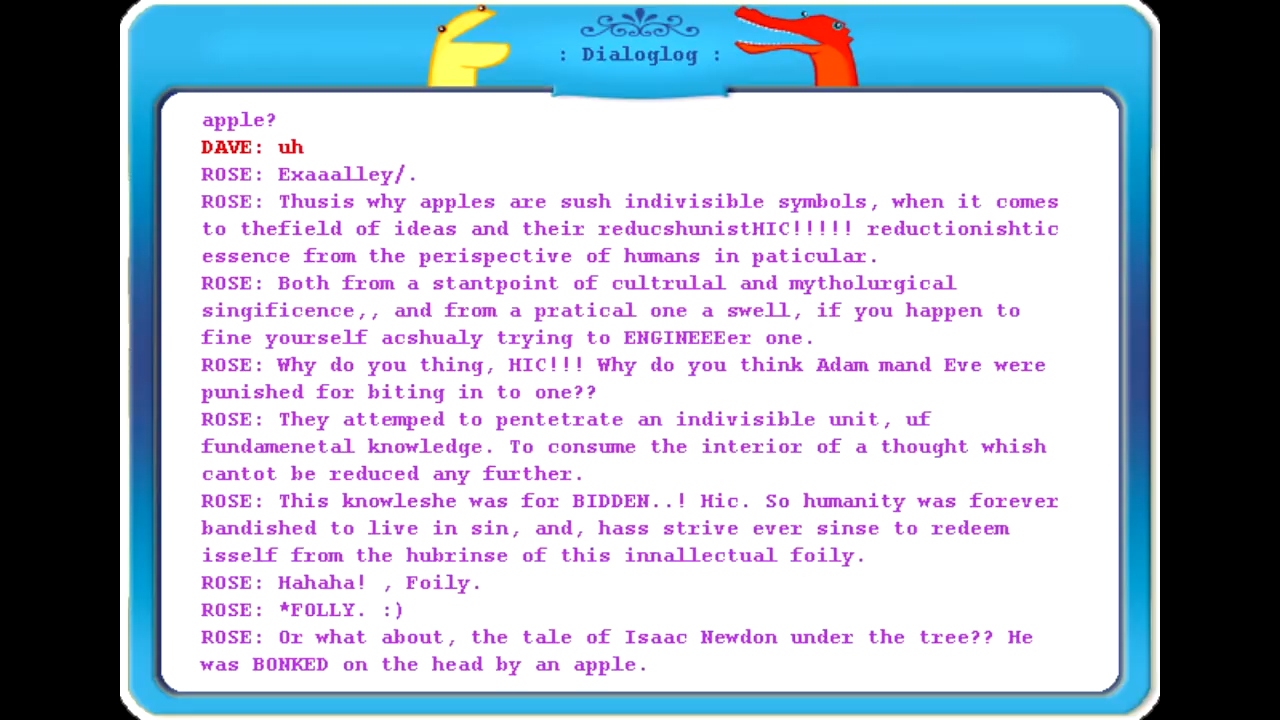 : Dialoglog :
apple?
DAVE: uh
ROSE: Exaaalley/.
ROSE: Thusis why apples are sush indivisible symbols, when it comes
to thefield of ideas and their reducshunistHIC!!!!! reductionishtic
essence from the perispective of humans in paticular.
ROSE: Both from a stantpoint of cultrulal and mytholurgical
singificence,, and from a pratical one a swell, if you happen to
fine yourself acshualy trying to ENGINEEEer one.
ROSE: Why do you thing, HIC!!! Why do you think Adam mand Eve were
punished for biting in to one??
ROSE: They attemped to pentetrate an indivisible unit, uf
fundamenetal knowledge. To consume the interior of a thought whish
cantot be reduced any further.
ROSE: This knowleshe was for BIDDEN..! Hic. So humanity was forever
bandished to live in sin, and, hass strive ever sinse to redeem
isself from the hubrinse of this innallectual foily.
ROSE: Hahaha! , Foily.
ROSE: *FOLLY. :)
ROSE: Or what about, the tale of Isaac Newdon under the tree?? He
was BONKED on the head by an apple.